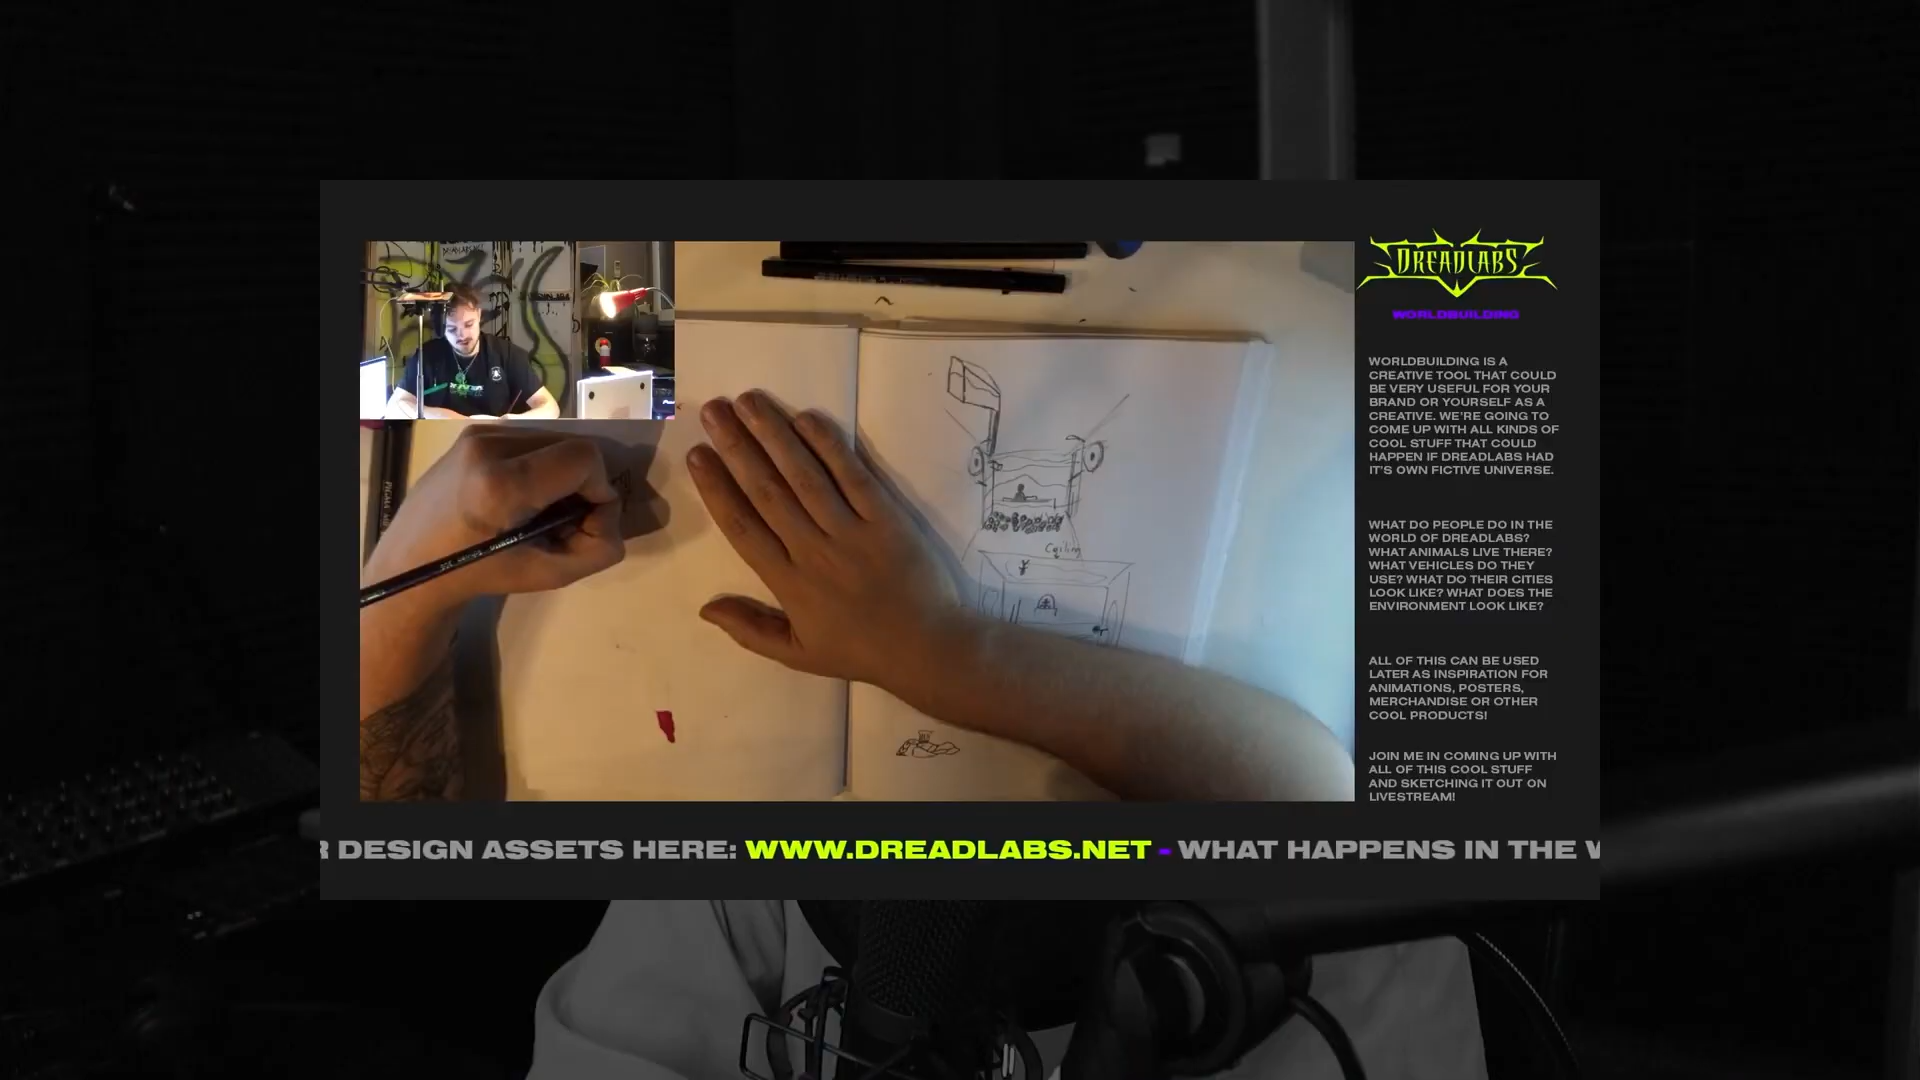 DREADLABS
WORLDBUILDING
WORLDBUILDING IS A
CREATIVE TOOL THAT COULD
BE VERY USEFUL FOR YOUR
BRAND OR YOURSELF AS A
CREATIVE. WE'RE GOING TO
COME UP WITH ALL KINDS OF
COOL STUFF THAT COULD
HAPPEN IF DREADLABS HAD
IT'S OWN FICTIVE UNIVERSE.
WHAT DO PEOPLE DO IN THE
WORLD OF DREADLABS?
WHAT ANIMALS LIVE THERE?
WHAT VEHICLES DO THEY
USE? WHAT DO THEIR CITIES
LOOK LIKE? WHAT DOES THE
ENVIRONMENT LOOK LIKE?
ALL OF THIS CAN BE USED
LATER AS INSPIRATION FOR
ANIMATIONS, POSTERS,
MERCHANDISE OR OTHER
COOL PRODUCTS!
JOIN ME IN COMING UP WITH
ALL OF THIS COOL STUFF
AND SKETCHING IT OUT ON
LIVESTREAM!
Ceiling
R DESIGN ASSETS HERE: WWW.DREADLABS.NET - WHAT HAPPENS IN THE W